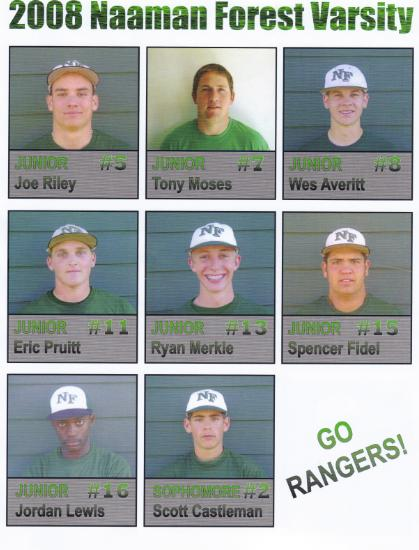 2008 Naaman Forest Varsity
NF
NF
JUNIOR #5
Joe Riley
JUNIOR #7
Tony Moses
JUNIOR #8
Wes Averitt
NF
NF
NF
JUNIOR #11
Eric Pruitt
JUNIOR #13
Ryan Merkle
JUNIOR #15
Spencer Fidel
NF
NF
JUNIOR #16
Jordan Lewis
SOPHOMORE #2
Scott Castleman
GO
RANGERS!